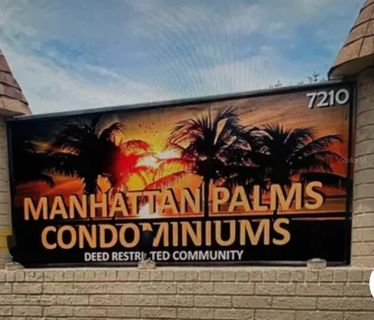 7210
MANHATTAN PALMS
CONDOMINIUMS
DEED RESTRICTED COMMUNITY